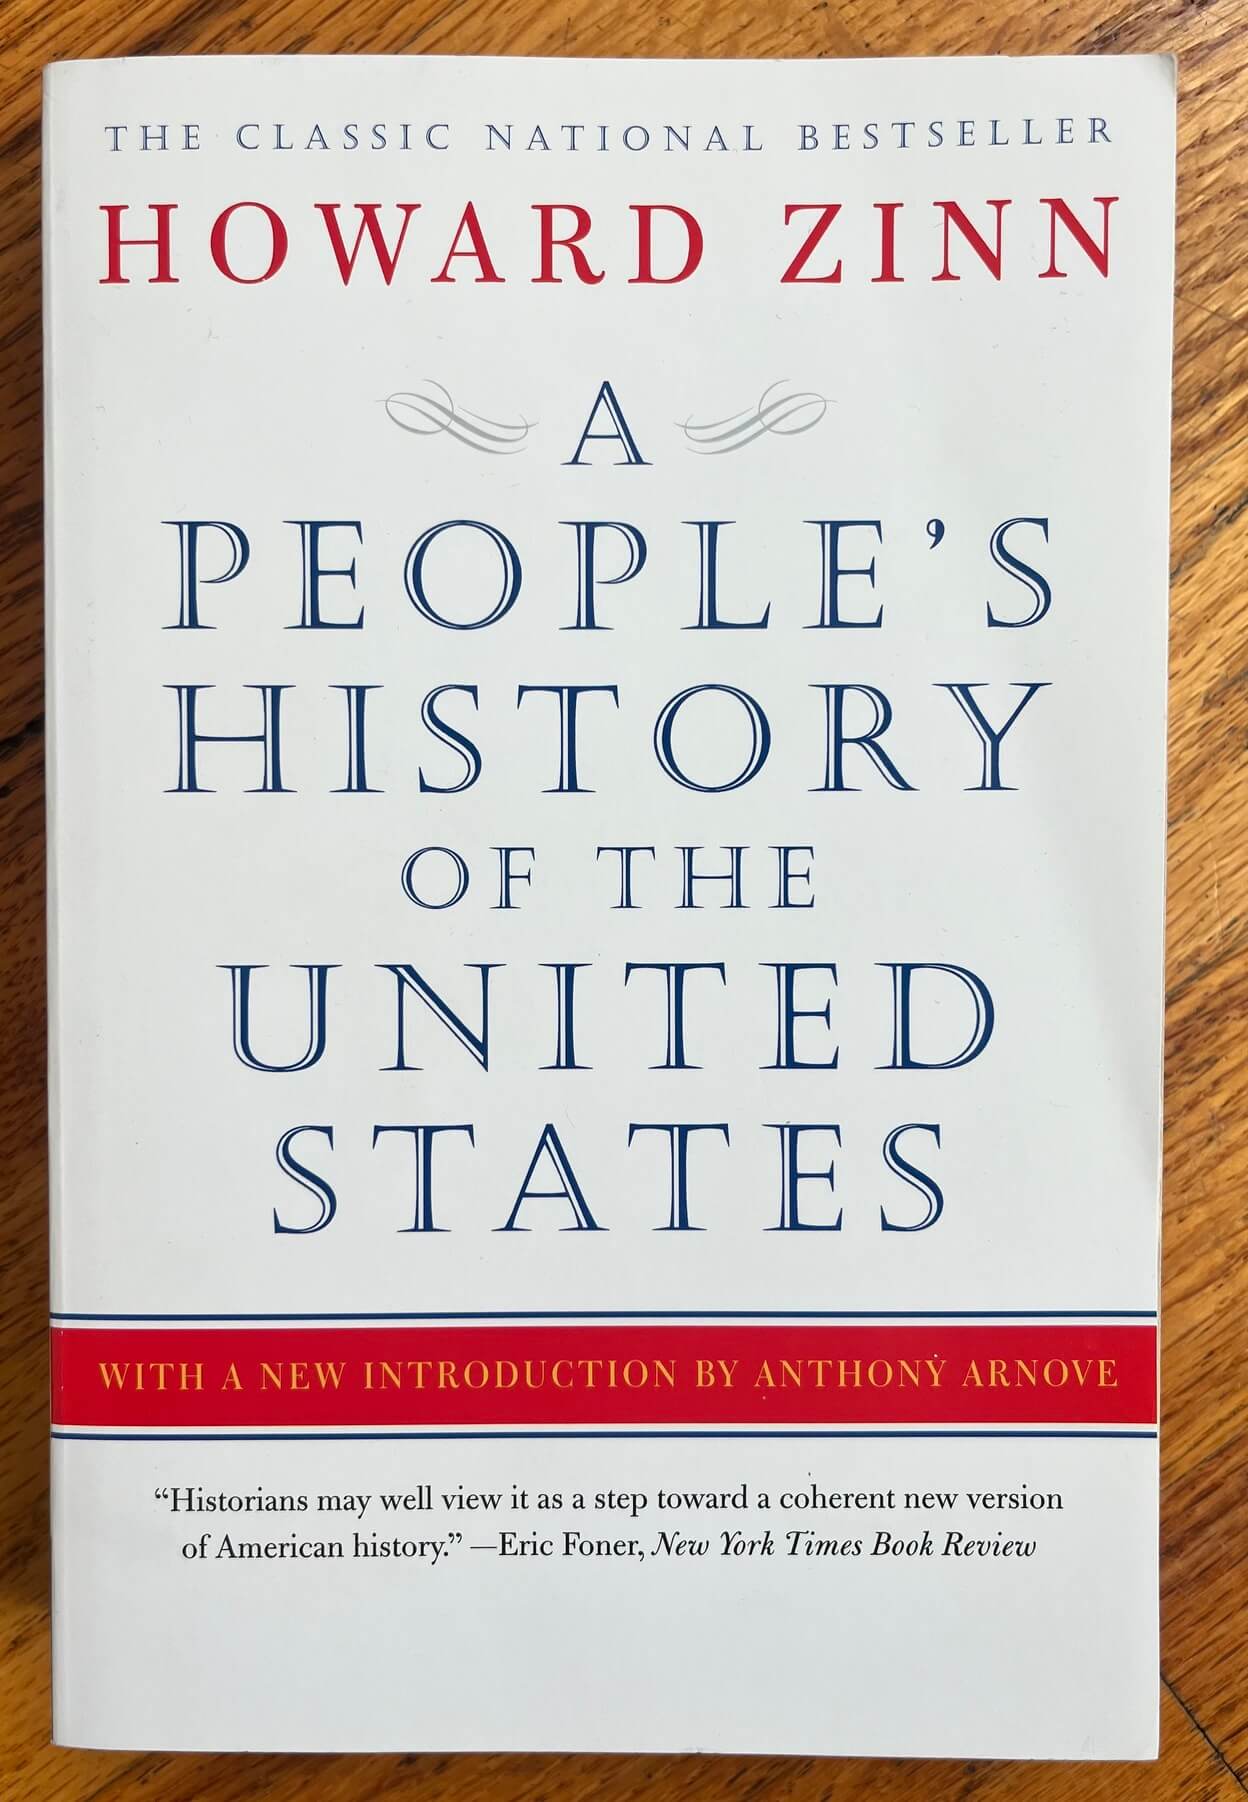 THE CLASSIC NATIONAL BESTSELLER
HOWARD ZINN
A
PEOPLE'S
HISTORY
OF THE
UNITED
STATES
WITH A NEW INTRODUCTION BY ANTHONY ARNOVE
“Historians may well view it as a step toward a coherent new version
of American history.” —Eric Foner, New York Times Book Review